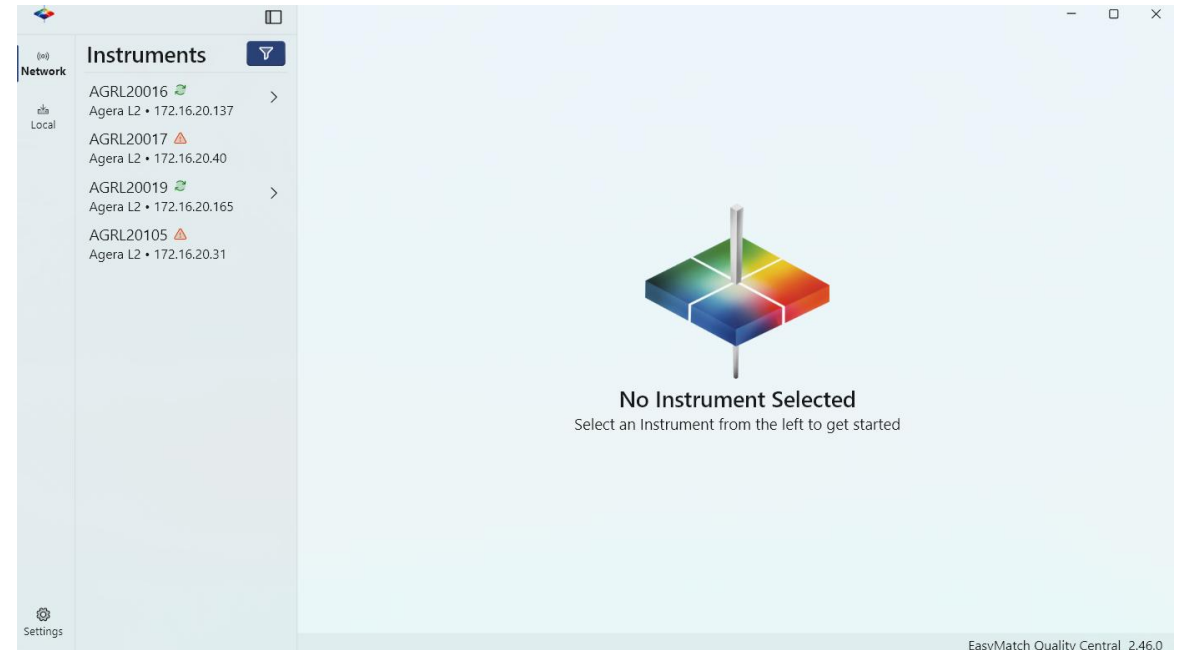 Network
Local
Settings
Instruments
AGRL20016
Agera L2 • 172.16.20.137
AGRL20017
Agera L2 • 172.16.20.40
AGRL20019
Agera L2 • 172.16.20.165
AGRL20105
Agera L2 • 172.16.20.31
No Instrument Selected
Select an Instrument from the left to get started
EasyMatch Quality Central 2.46.0